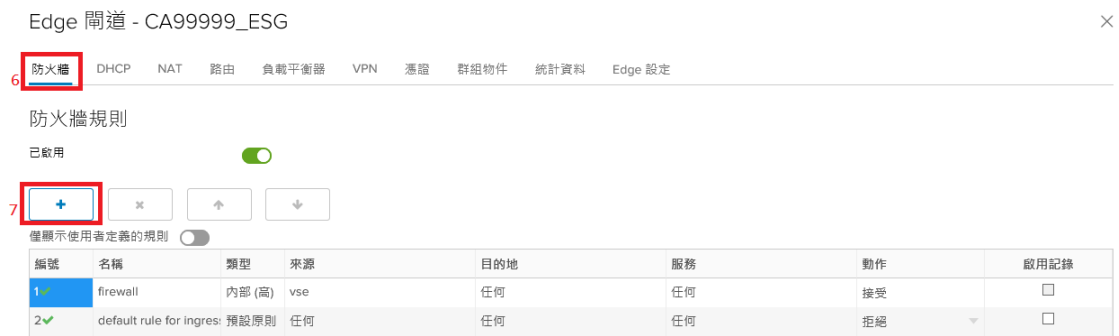 Edge 閘道 - CA99999_ESG
6 防火牆 DHCP NAT 路由 負載平衡器 VPN 憑證 群組物件 統計資料 Edge 設定
防火牆規則
已啟用
7
僅顯示使用者定義的規則
編號 名稱 類型 來源 目的地 服務 動作 啟用記錄
1 firewall 內部 (高) vse 任何 任何 接受
2 default rule for ingres 預設原則 任何 任何 任何 拒絕